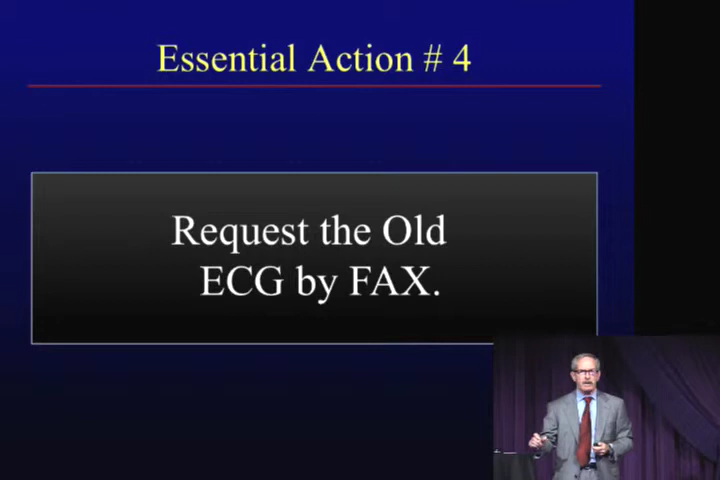 Essential Action # 4
Request the Old
ECG by FAX.